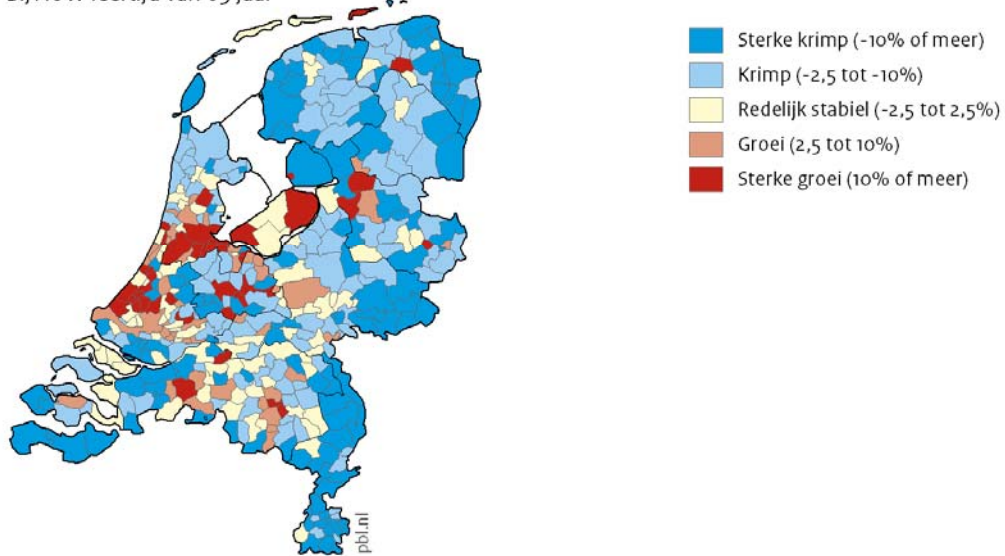 Sterke krimp (-10% of meer)
Krimp (-2,5 tot -10%)
Redelijk stabiel (-2,5 tot 2,5%)
Groei (2,5 tot 10%)
Sterke groei (10% of meer)
pbl.nl